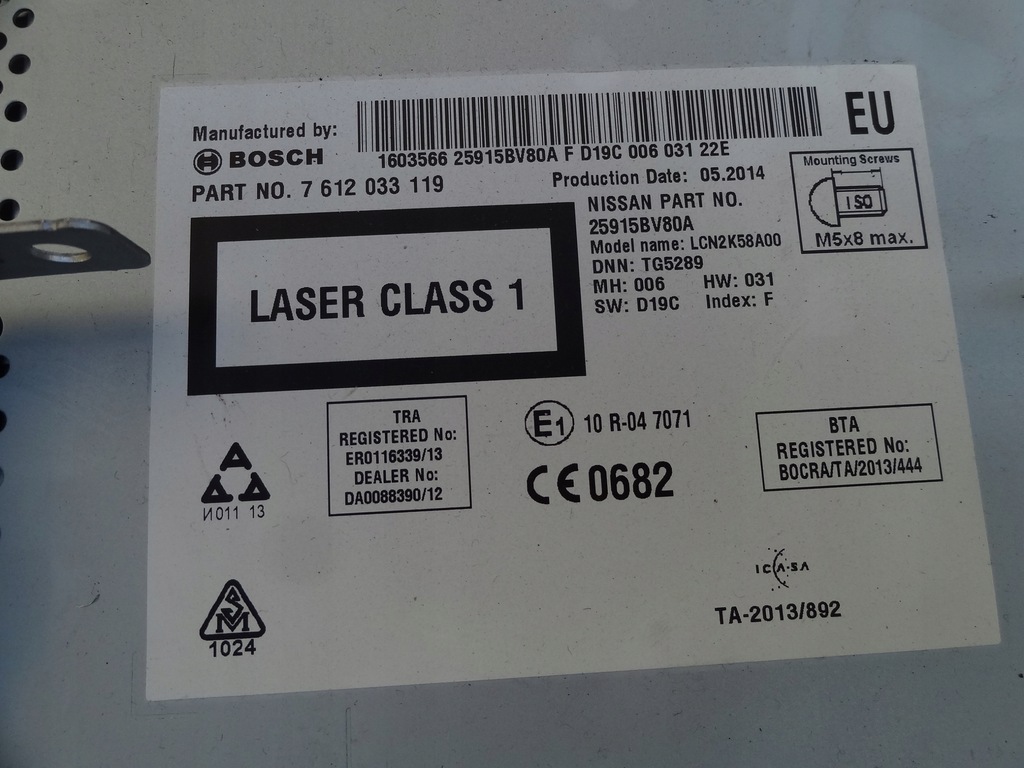 Manufactured by:
BOSCH
1603566 25915BV80A F D19C 006 031 22E
EU
PART NO. 7 612 033 119
Production Date: 05.2014
Mounting Screws
ISO
M5x8 max.
NISSAN PART NO.
25915BV80A
Model name: LCN2K58A00
DNN: TG5289
MH: 006 HW: 031
SW: D19C Index: F
LASER CLASS 1
TRA
REGISTERED No:
ER0116339/13
DEALER No:
DA0088390/12
E1 10 R-04 7071
CE0682
BTA
REGISTERED No:
BOCRA/TA/2013/444
И011 13
ICASA
TA-2013/892
SM
1024